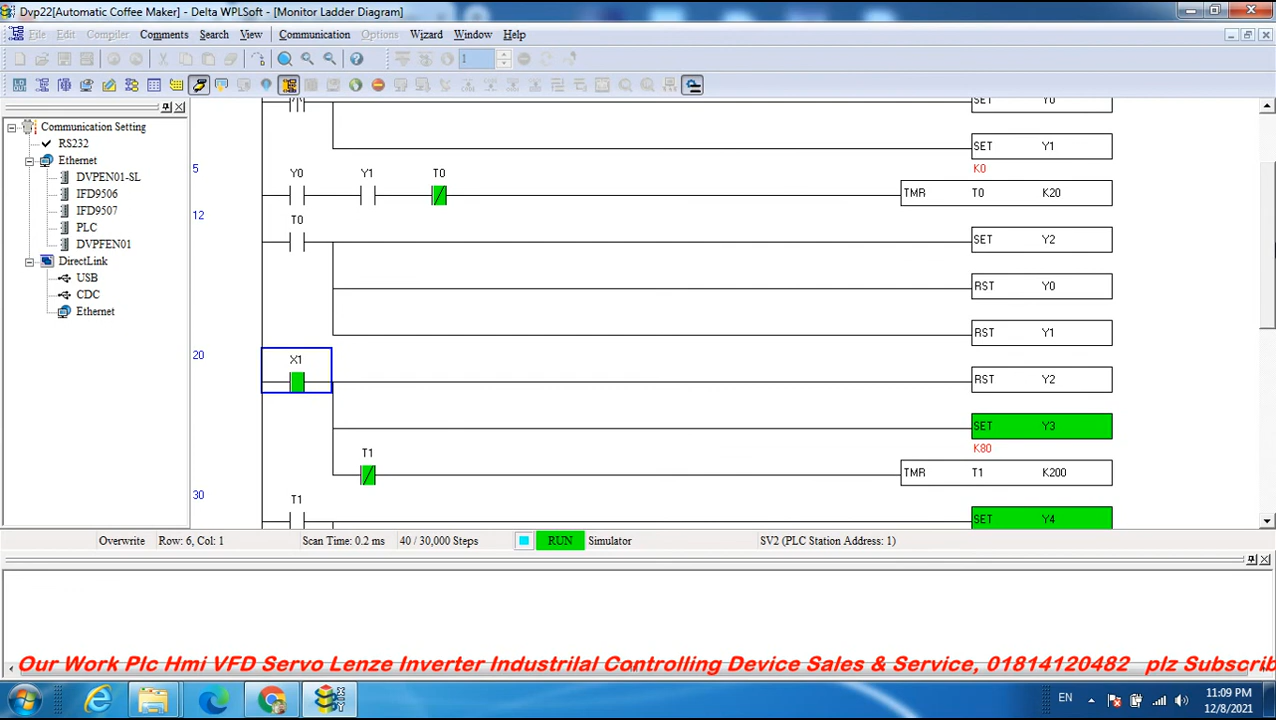 Dvp22[Automatic Coffee Maker] - Delta WPLSoft - [Monitor Ladder Diagram]
File Edit Compiler Comments Search View Communication Options Wizard Window Help
1
Communication Setting
RS232
Ethernet
DVPEN01-SL
IFD9506
IFD9507
PLC
DVPFEN01
DirectLink
USB
CDC
Ethernet
SET Y0
SET Y1
5
K0
Y0 Y1 T0
TMR T0 K20
12
T0
SET Y2
RST Y0
RST Y1
20
X1
RST Y2
SET Y3
K80
T1
TMR T1 K200
30
T1
SET Y4
Overwrite Row: 6, Col: 1 Scan Time: 0.2 ms 40 / 30,000 Steps RUN Simulator SV2 (PLC Station Address: 1)
Our Work Plc Hmi VFD Servo Lenze Inverter Industrilal Controlling Device Sales & Service, 01814120482 plz Subscrib
EN
11:09 PM
12/8/2021